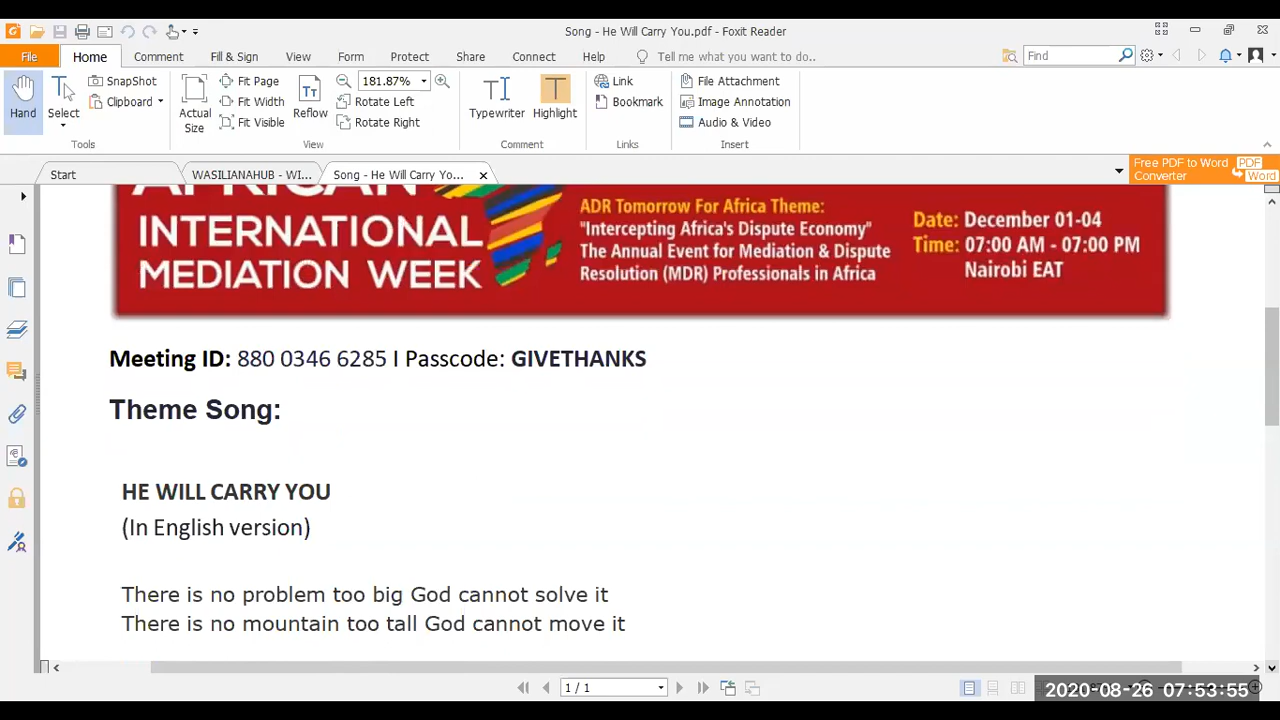 Song - He Will Carry You.pdf - Foxit Reader
File Home Comment Fill & Sign View Form Protect Share Connect Help Tell me what you want to do.. Find
Hand
Select
SnapShot
Clipboard
Tools
Actual Size
Fit Page
Fit Width
Fit Visible
Reflow
181.87%
Rotate Left
Rotate Right
View
Typewriter
Highlight
Comment
Link
Bookmark
Links
File Attachment
Image Annotation
Audio & Video
Insert
Start WASILIANAHUB - WI... Song - He Will Carry Yo...
Free PDF to Word PDF
Converter Word
AFRICAN
INTERNATIONAL
MEDIATION WEEK
ADR Tomorrow For Africa Theme:
"Intercepting Africa's Dispute Economy"
The Annual Event for Mediation & Dispute
Resolution (MDR) Professionals in Africa
Date: December 01-04
Time: 07:00 AM - 07:00 PM
Nairobi EAT
Meeting ID: 880 0346 6285 I Passcode: GIVETHANKS
Theme Song:
HE WILL CARRY YOU
(In English version)
There is no problem too big God cannot solve it
There is no mountain too tall God cannot move it
1 / 1
2020-08-26 07:53:55